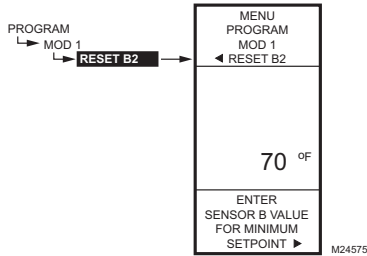 PROGRAM
MOD 1
RESET B2
MENU
PROGRAM
MOD 1
◄ RESET B2
70 °F
ENTER
SENSOR B VALUE
FOR MINIMUM
SETPOINT ►
M24575